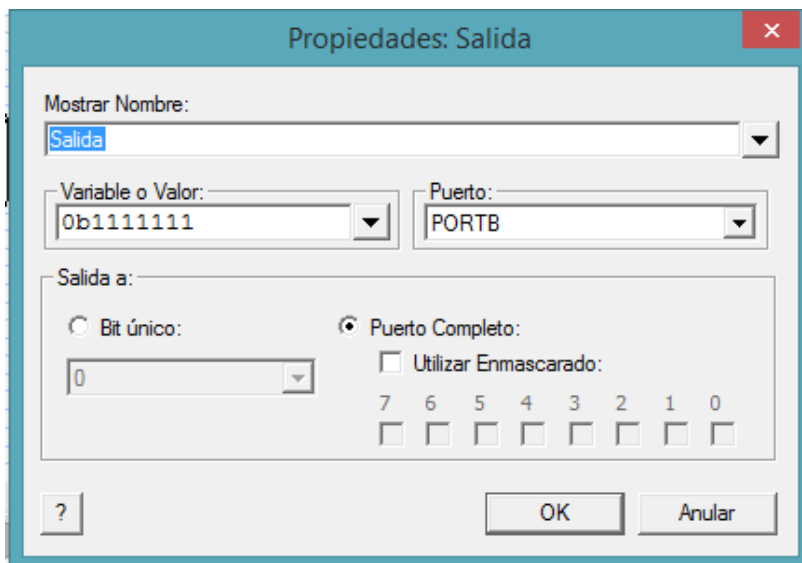 Propiedades: Salida
Mostrar Nombre:
Salida
Variable o Valor:
0b1111111
Puerto:
PORTB
Salida a:
Bit único:
0
Puerto Completo:
Utilizar Enmascarado:
7 6 5 4 3 2 1 0
?
OK
Anular